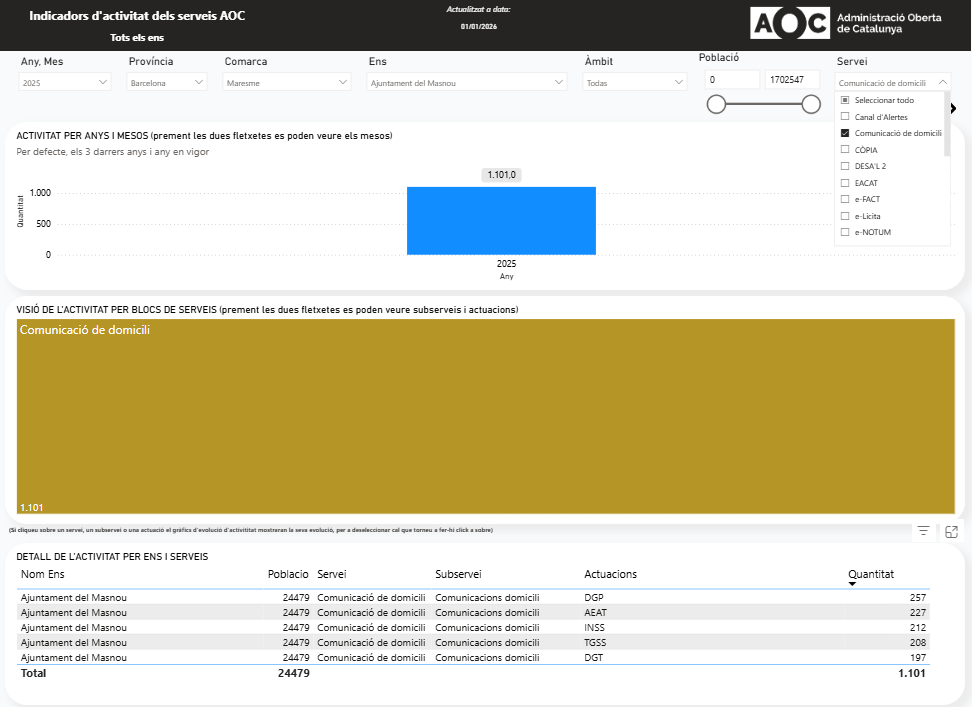 Indicadors d'activitat dels serveis AOC
Tots els ens
Actualitzat a data:
01/01/2026
AOC Administració Oberta de Catalunya
Any, Mes
2025
Província
Barcelona
Comarca
Maresme
Ens
Ajuntament del Masnou
Àmbit
Todas
Població
0 1702547
Servei
Comunicació de domicili
Seleccionar todo
Canal d'Alertes
Comunicació de domicili
CÒPIA
DESA'L 2
EACAT
e-FACT
e-Licita
e-NOTUM
ACTIVITAT PER ANYS I MESOS (prement les dues fletxetes es poden veure els mesos)
Per defecte, els 3 darrers anys i any en vigor
Quantitat
1.000
500
0
1.101,0
2025
Any
VISIÓ DE L'ACTIVITAT PER BLOCS DE SERVEIS (prement les dues fletxetes es poden veure subserveis i actuacions)
Comunicació de domicili
1.101
(Si cliqueu sobre un servei, un subservei o una actuació el gràfics d'evolució d'activititat mostraran la seva evolució, per a deseleccionar cal que torneu a fer-hi click a sobre)
DETALL DE L'ACTIVITAT PER ENS I SERVEIS
Nom Ens Poblacio Servei Subservei Actuacions Quantitat
Ajuntament del Masnou 24479 Comunicació de domicili Comunicacions domicili DGP 257
Ajuntament del Masnou 24479 Comunicació de domicili Comunicacions domicili AEAT 227
Ajuntament del Masnou 24479 Comunicació de domicili Comunicacions domicili INSS 212
Ajuntament del Masnou 24479 Comunicació de domicili Comunicacions domicili TGSS 208
Ajuntament del Masnou 24479 Comunicació de domicili Comunicacions domicili DGT 197
Total 24479 1.101